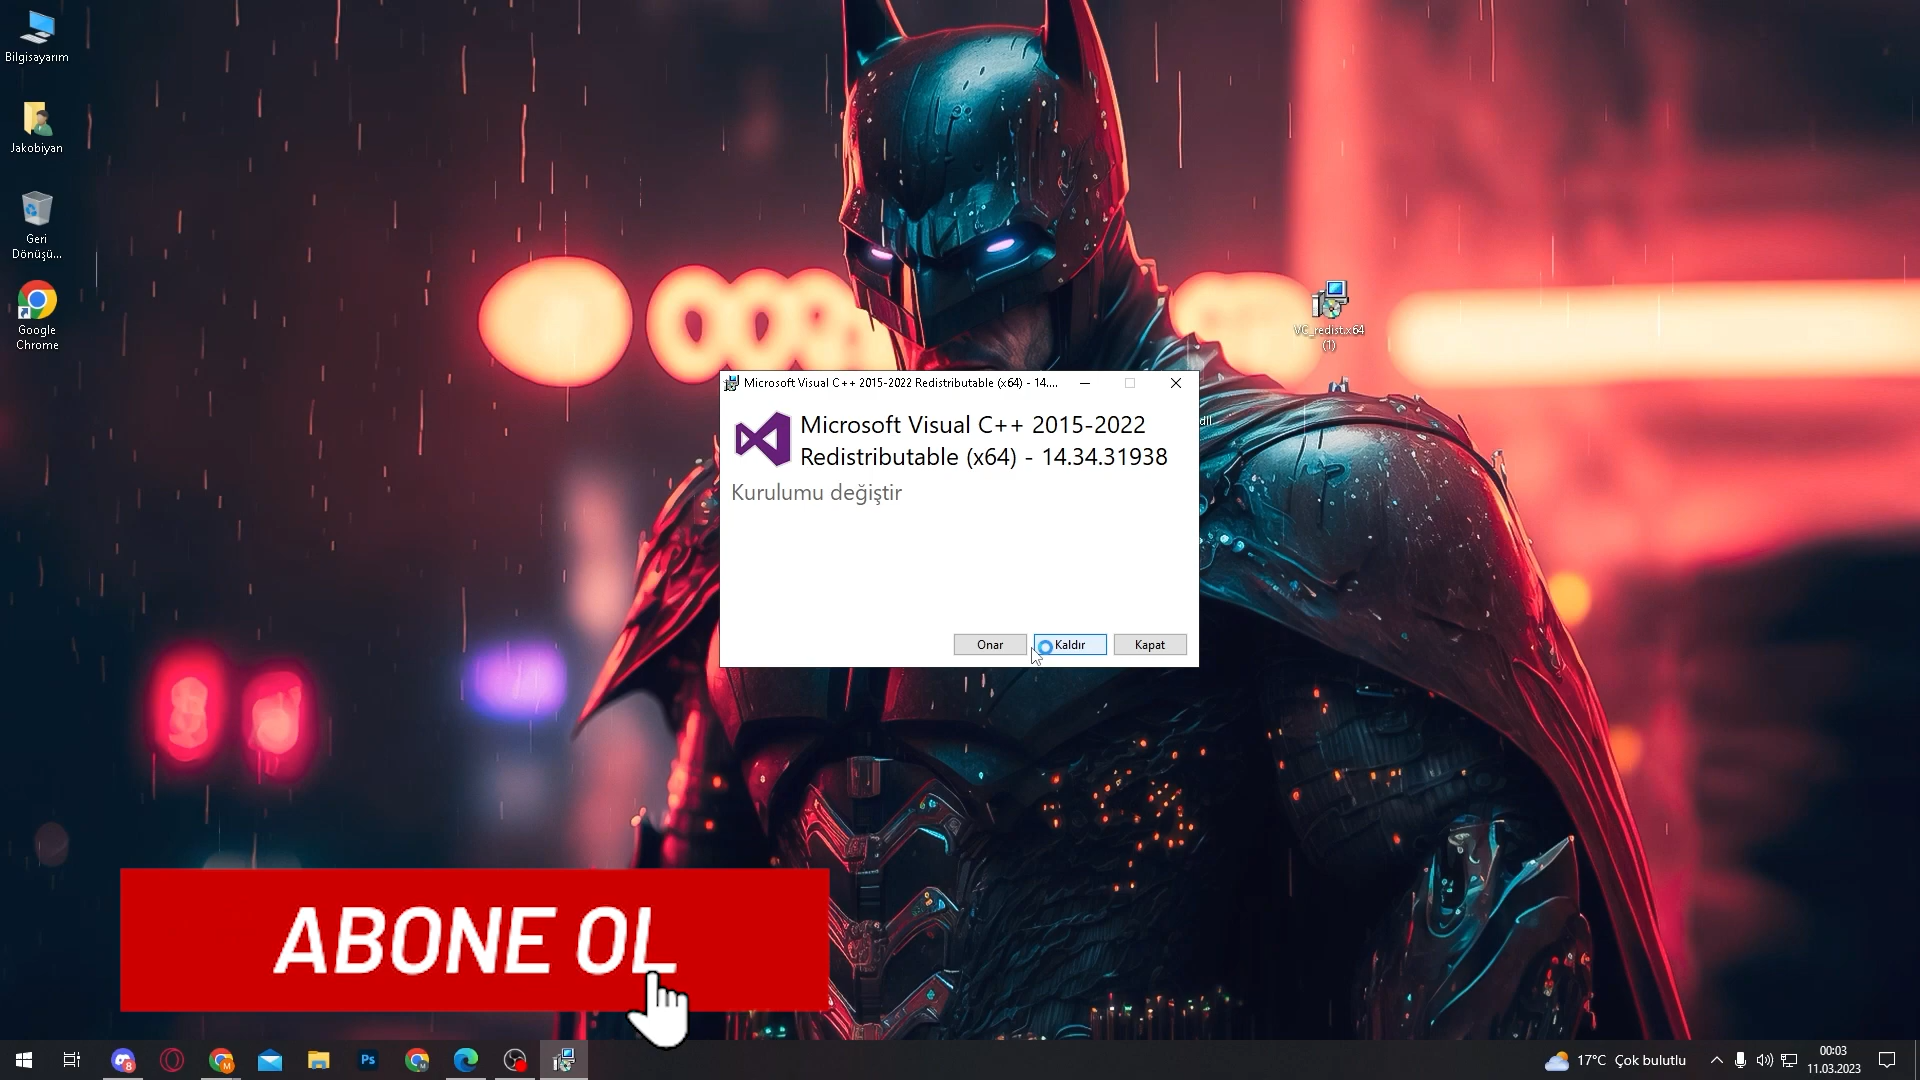 Bilgisayarım
Jakobiyan
Geri
Dönüşü...
Google
Chrome
VC_redist.x64
(1)
dll
Microsoft Visual C++ 2015-2022 Redistributable (x64) - 14....
Microsoft Visual C++ 2015-2022
Redistributable (x64) - 14.34.31938
Kurulumu değiştir
Onar
Kaldır
Kapat
ABONE OL
Ps
17°C Çok bulutlu
00:03
11.03.2023